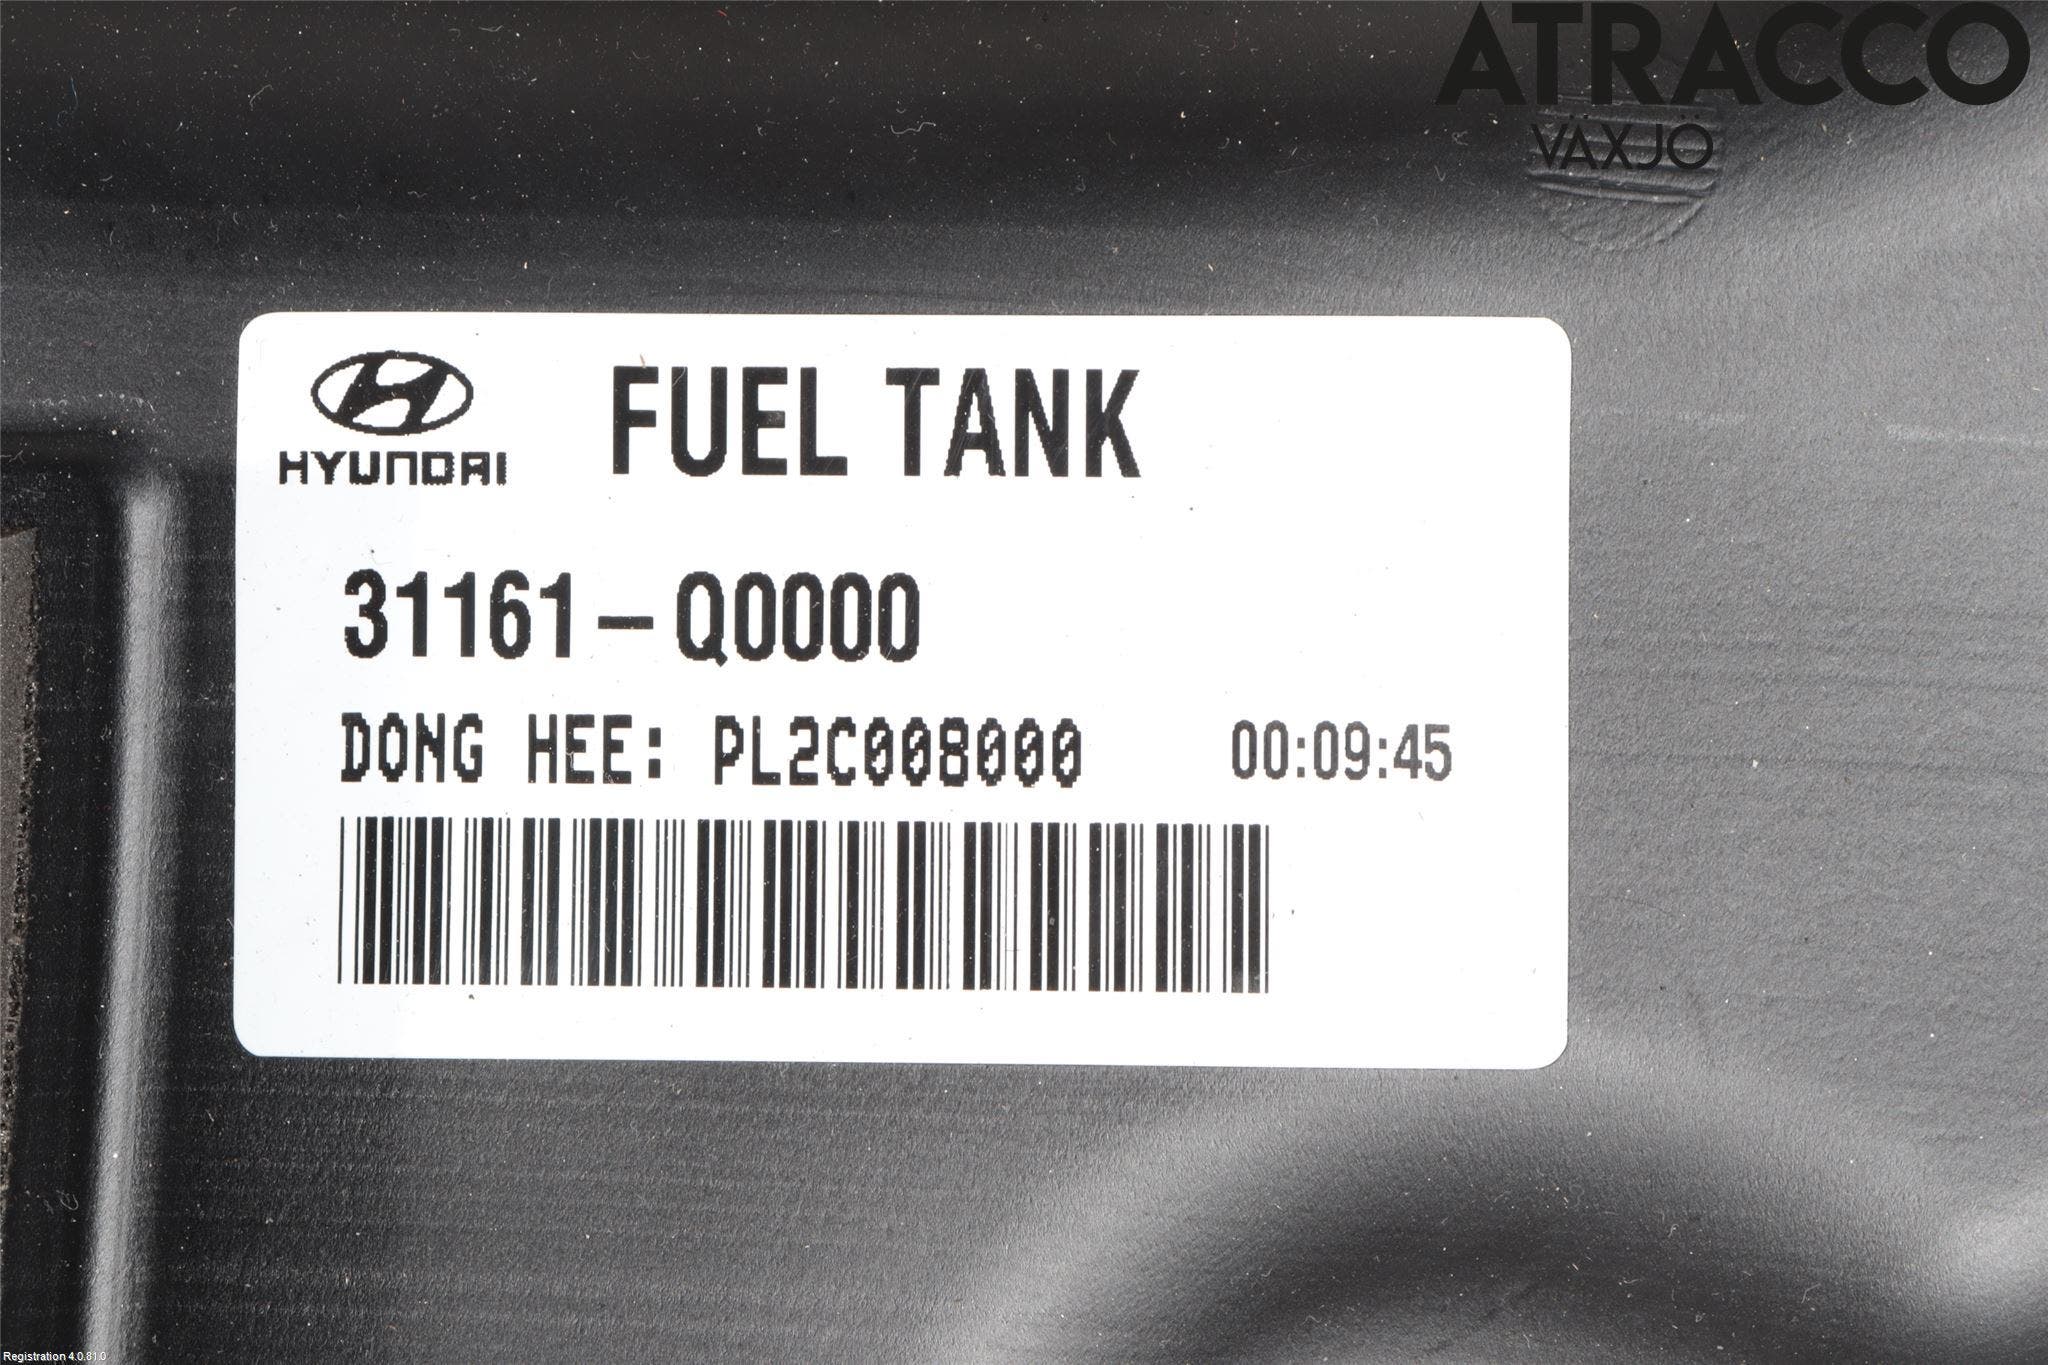 ATRACCO
VÄXJÖ
HYUNDAI
FUEL TANK
31161-Q0000
DONG HEE: PL2C008000 00:09:45
Registration 4.0.81.0